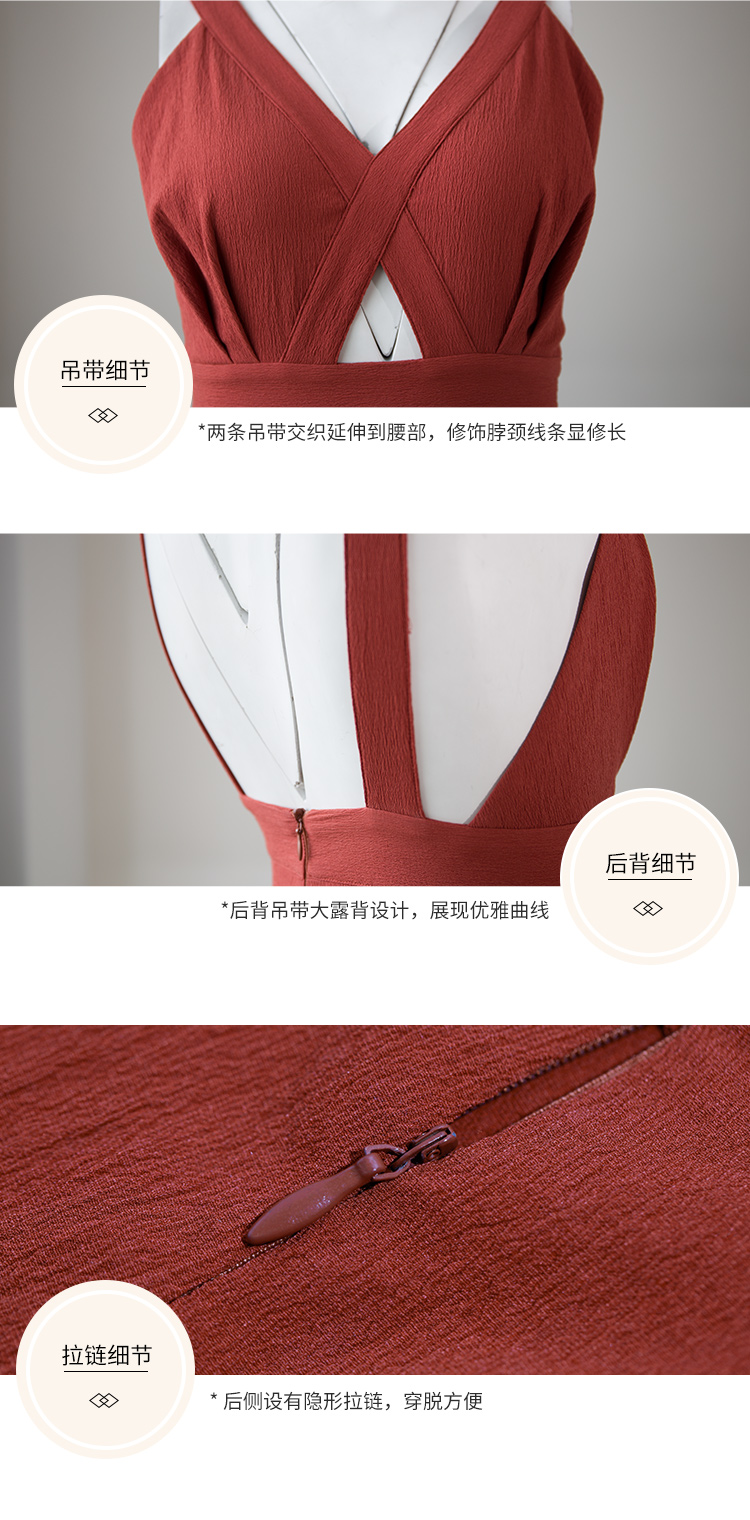 吊带细节
*两条吊带交织延伸到腰部，修饰脖颈线条显修长
*后背吊带大露背设计，展现优雅曲线
后背细节
拉链细节
* 后侧设有隐形拉链，穿脱方便